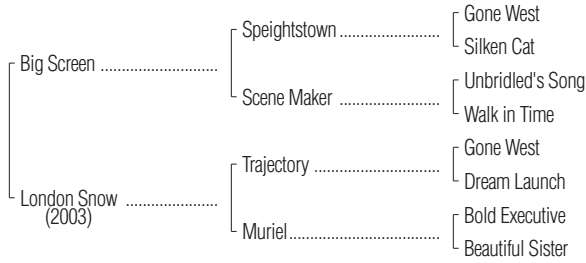 Gone West
Speightstown
Silken Cat
Big Screen
Unbridled's Song
Scene Maker
Walk in Time
Gone West
Trajectory
Dream Launch
London Snow
(2003)
Bold Executive
Muriel
Beautiful Sister